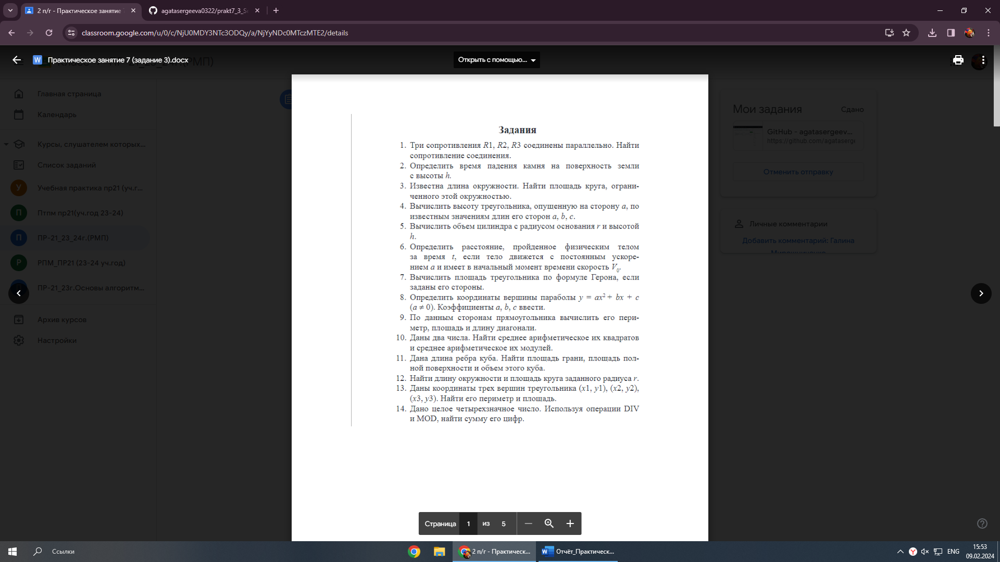 2 п/г - Практическое занятие
agatasergeeva0322/prakt7_3_Se
classroom.google.com/u/0/c/NjU0MDY3NTc3ODQy/a/NjYyNDc0MTczMTE2/details
Практическое занятие 7 (задание 3).docx
Открыть с помощью...
Главная страница
Календарь
Курсы, слушателем которых...
Список заданий
У Учебная практика пр21 (уч.г...
П Птпм пр21(уч.год 23-24)
П ПР-21_23_24г.(РМП)
Р РПМ_ПР21 (23-24 уч.год)
ПР-21_23г.Основы алгоритм...
Архив курсов
Настройки
Задания
1. Три сопротивления R1, R2, R3 соединены параллельно. Найти
сопротивление соединения.
2. Определить время падения камня на поверхность земли
с высоты h.
3. Известна длина окружности. Найти площадь круга, ограни-
ченного этой окружностью.
4. Вычислить высоту треугольника, опущенную на сторону a, по
известным значениям длин его сторон a, b, c.
5. Вычислить объем цилиндра с радиусом основания r и высотой
h.
6. Определить расстояние, пройденное физическим телом
за время t, если тело движется с постоянным ускоре-
нием a и имеет в начальный момент времени скорость V₀.
7. Вычислить площадь треугольника по формуле Герона, если
заданы его стороны.
8. Определить координаты вершины параболы y = ax² + bx + c
(a ≠ 0). Коэффициенты a, b, c ввести.
9. По данным сторонам прямоугольника вычислить его пери-
метр, площадь и длину диагонали.
10. Даны два числа. Найти среднее арифметическое их квадратов
и среднее арифметическое их модулей.
11. Дана длина ребра куба. Найти площадь грани, площадь пол-
ной поверхности и объем этого куба.
12. Найти длину окружности и площадь круга заданного радиуса r.
13. Даны координаты трех вершин треугольника (x1, y1), (x2, y2),
(x3, y3). Найти его периметр и площадь.
14. Дано целое четырехзначное число. Используя операции DIV
и MOD, найти сумму его цифр.
Мои задания
Сдано
GitHub - agatasergeev...
https://github.com/agataserge
Отменить отправку
Личные комментарии
Добавить комментарий: Галина
Страница 1 из 5
Ссылки
2 п/г - Практическ...
Отчёт_Практическ...
ENG
15:53
09.02.2024